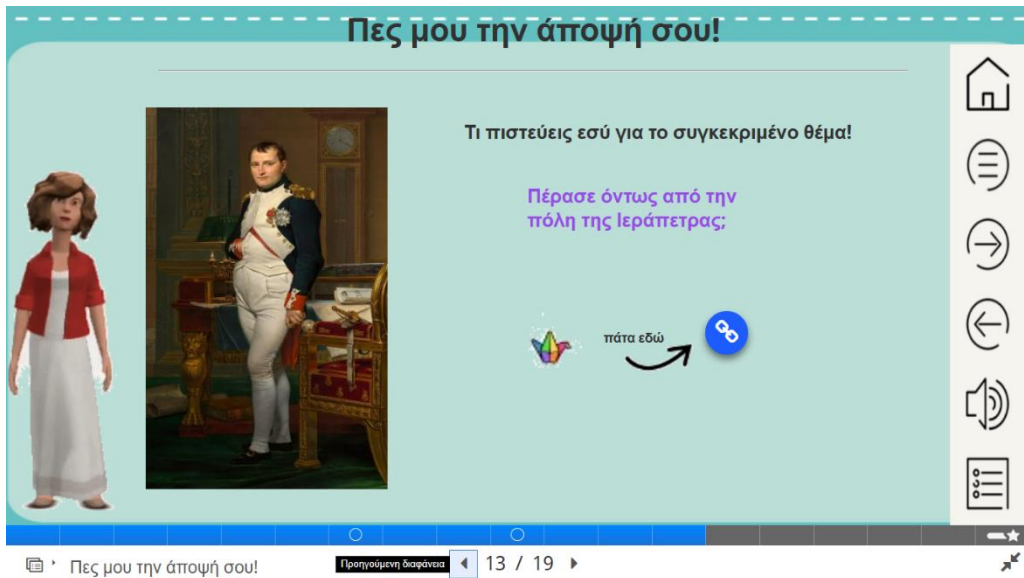 Πες μου την άποψή σου!
Τι πιστεύεις εσύ για το συγκεκριμένο θέμα!
Πέρασε όντως από την
πόλη της Ιεράπετρας;
πάτα εδώ
Πες μου την άποψή σου!
Προηγούμενη διαφάνεια
13 / 19